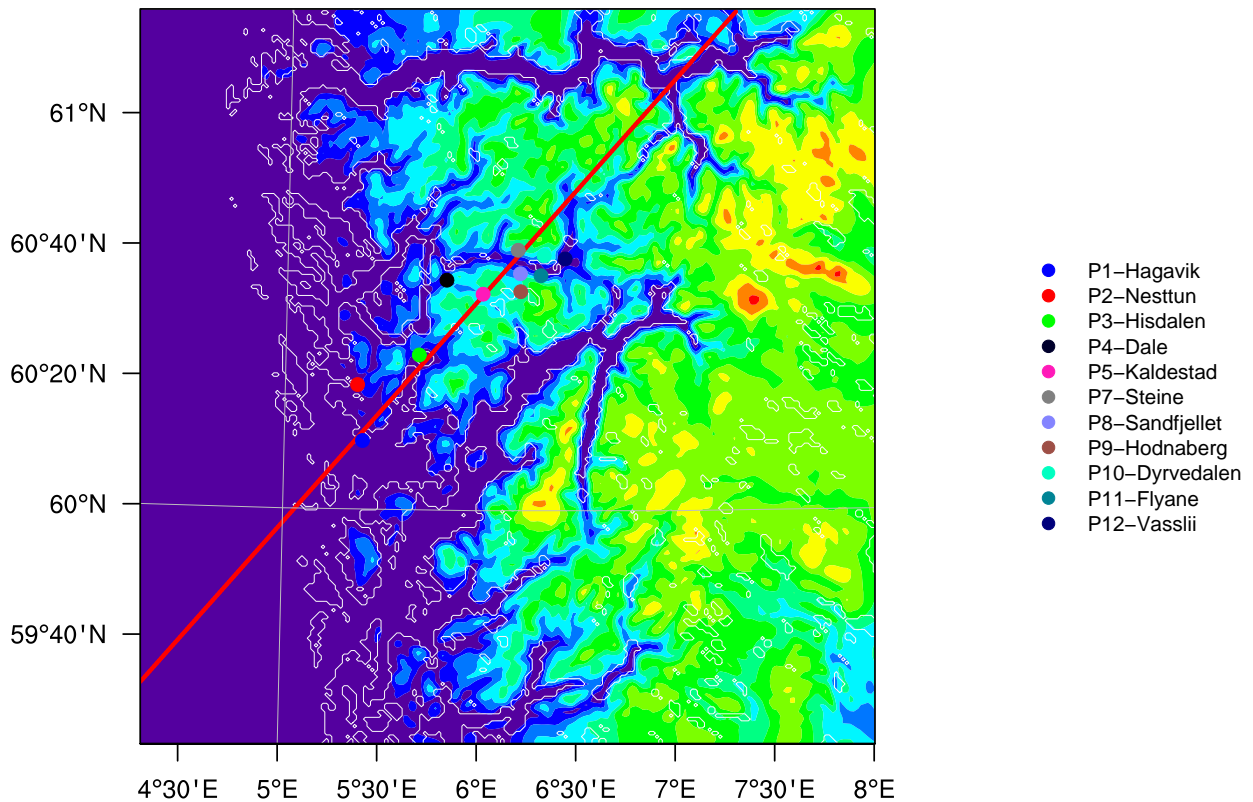 61°N
60°40'N
60°20'N
60°N
59°40'N
4°30'E 5°E 5°30'E 6°E 6°30'E 7°E 7°30'E 8°E
P1−Hagavik
P2−Nesttun
P3−Hisdalen
P4−Dale
P5−Kaldestad
P7−Steine
P8−Sandfjellet
P9−Hodnaberg
P10−Dyrvedalen
P11−Flyane
P12−Vasslii